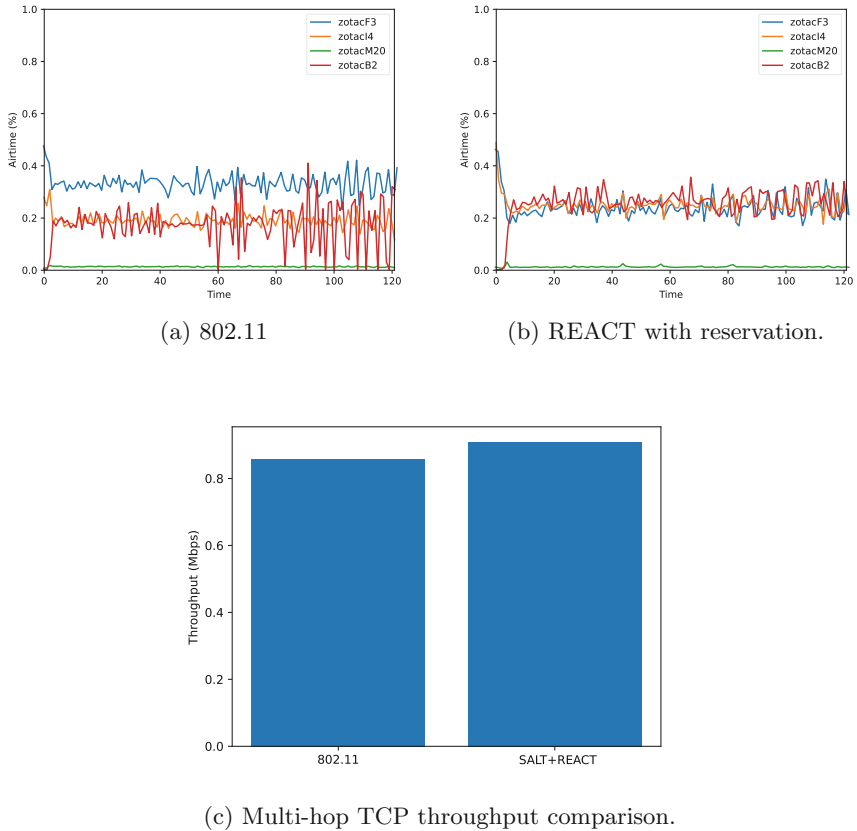 1.0
0.8
0.6
0.4
0.2
0.0
Airtime (%)
0 20 40 60 80 100 120
Time
zotacF3
zotacI4
zotacM20
zotacB2
(a) 802.11
1.0
0.8
0.6
0.4
0.2
0.0
Airtime (%)
0 20 40 60 80 100 120
Time
zotacF3
zotacI4
zotacM20
zotacB2
(b) REACT with reservation.
0.8
0.6
0.4
0.2
0.0
Throughput (Mbps)
802.11 SALT+REACT
(c) Multi-hop TCP throughput comparison.